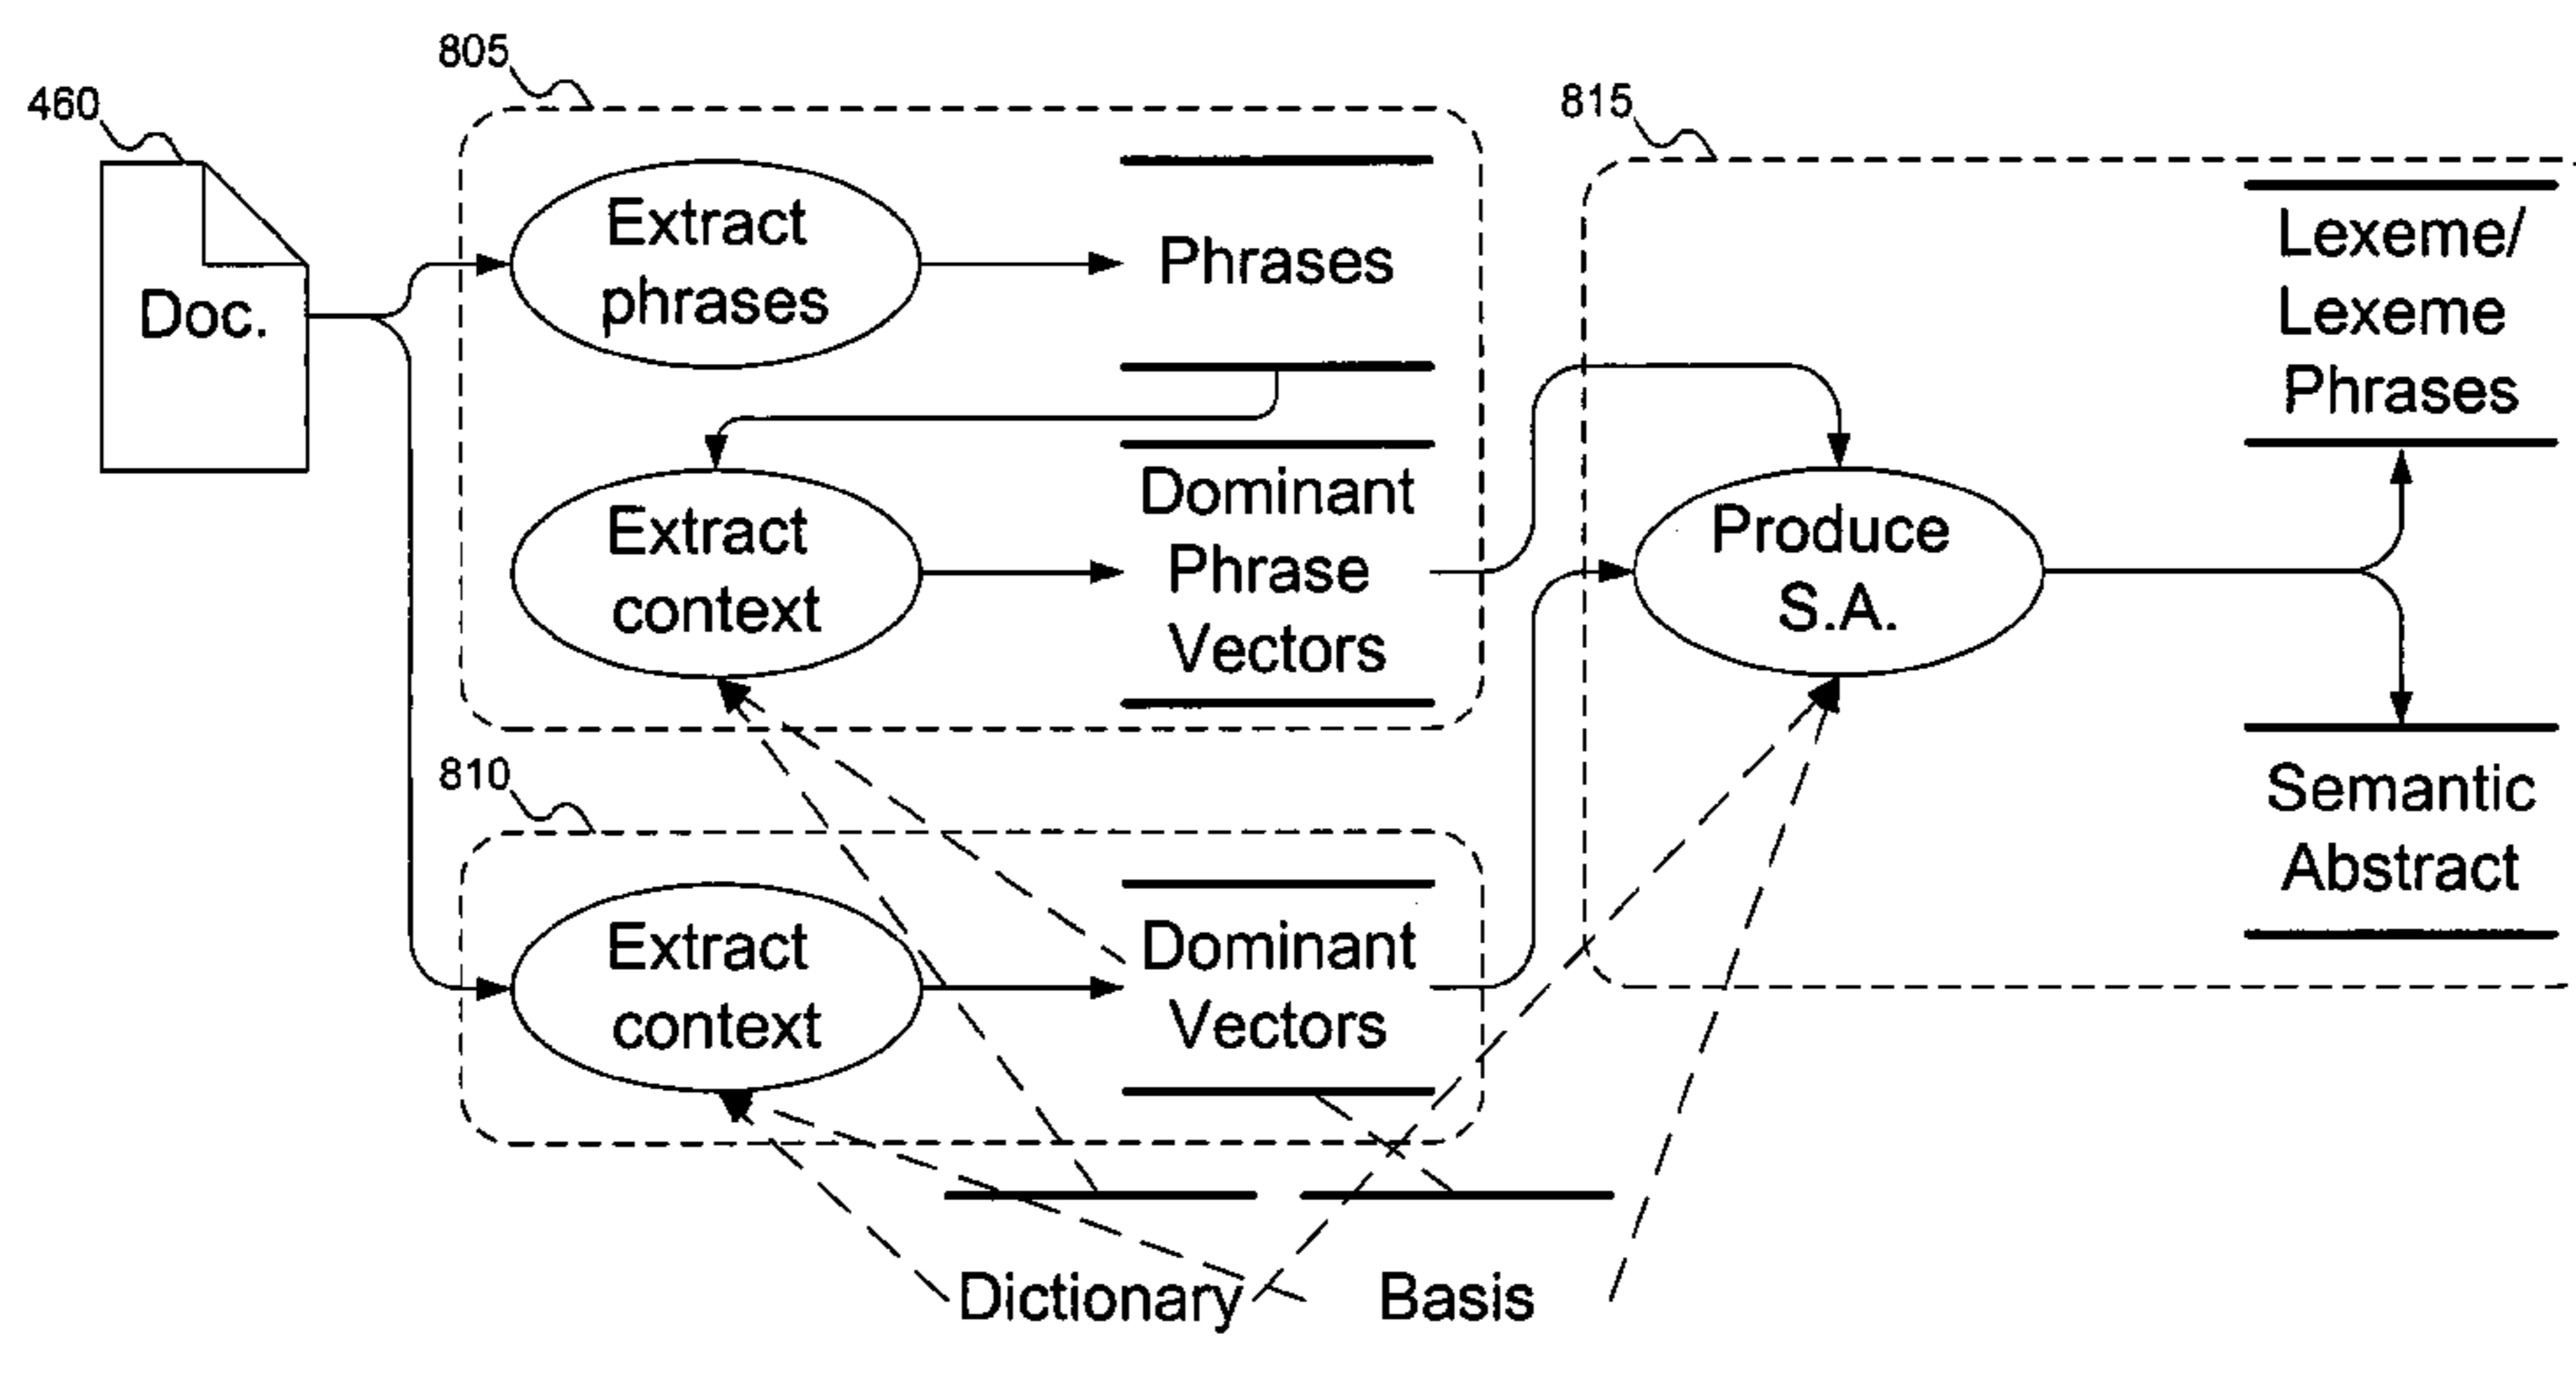 805
460
815
Extract
phrases
Phrases
Lexeme/
Lexeme
Phrases
Doc.
Extract
context
Dominant
Phrase
Vectors
Produce
S.A.
810
Semantic
Abstract
Extract
context
Dominant
Vectors
Dictionary
Basis